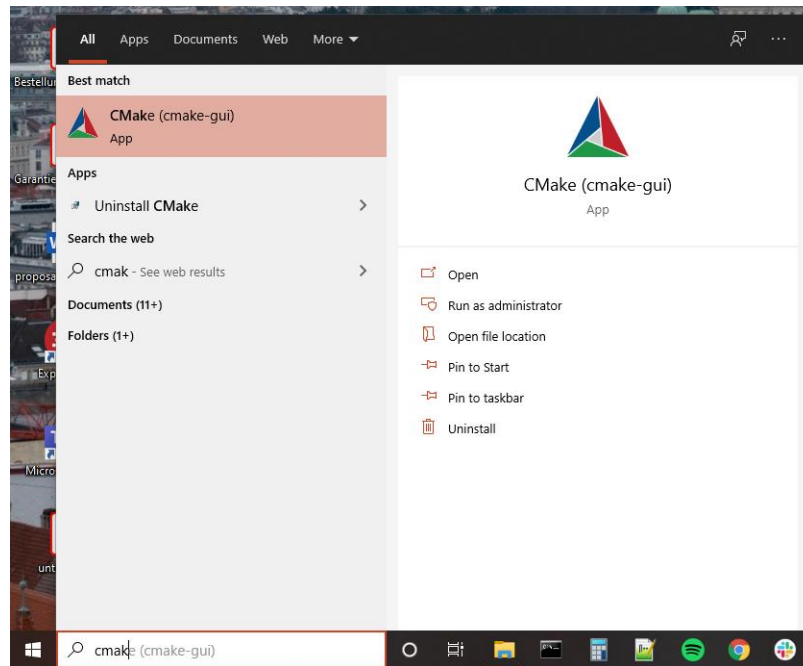 All Apps Documents Web More
Best match
CMake (cmake-gui)
App
Apps
Uninstall CMake
Search the web
cmak - See web results
Documents (11+)
Folders (1+)
CMake (cmake-gui)
App
Open
Run as administrator
Open file location
Pin to Start
Pin to taskbar
Uninstall
Bestellu
Garantie
proposa
Exp
Micro
unt
cmake (cmake-gui)